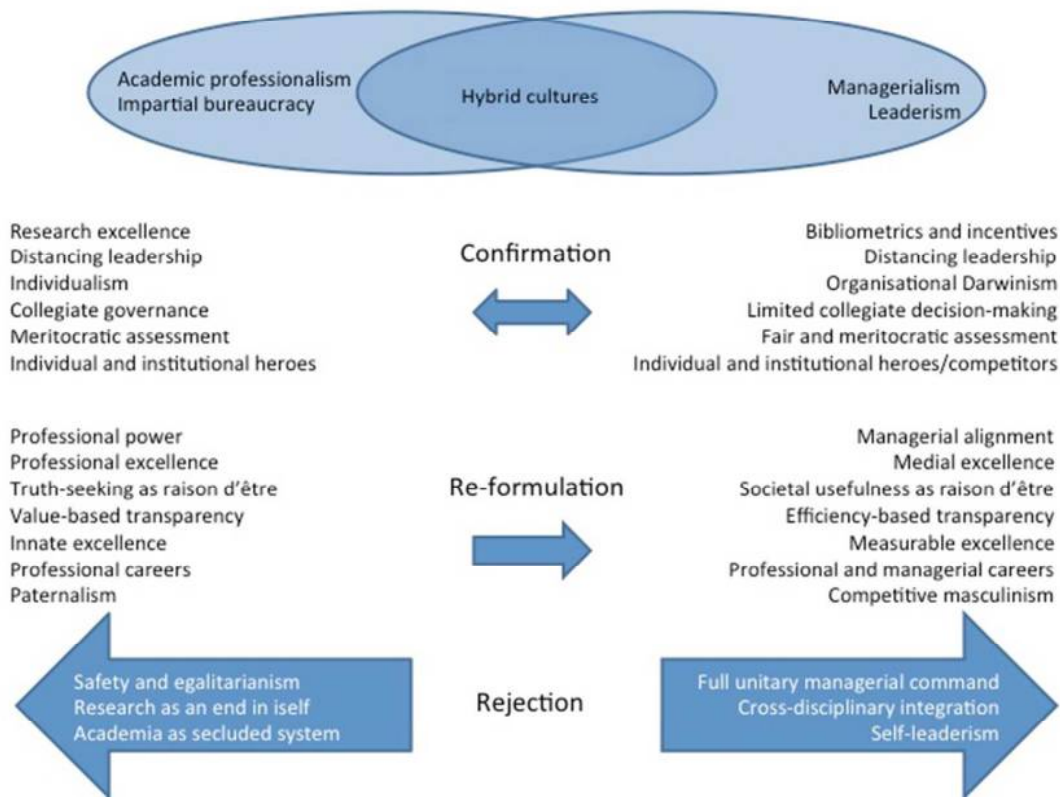 Academic professionalism
Impartial bureaucracy
Hybrid cultures
Managerialism
Leaderism
Research excellence
Distancing leadership
Individualism
Collegiate governance
Meritocratic assessment
Individual and institutional heroes
Confirmation
Bibliometrics and incentives
Distancing leadership
Organisational Darwinism
Limited collegiate decision-making
Fair and meritocratic assessment
Individual and institutional heroes/competitors
Professional power
Professional excellence
Truth-seeking as raison d'être
Value-based transparency
Innate excellence
Professional careers
Paternalism
Re-formulation
Managerial alignment
Medial excellence
Societal usefulness as raison d'être
Efficiency-based transparency
Measurable excellence
Professional and managerial careers
Competitive masculinism
Safety and egalitarianism
Research as an end in iself
Academia as secluded system
Rejection
Full unitary managerial command
Cross-disciplinary integration
Self-leaderism